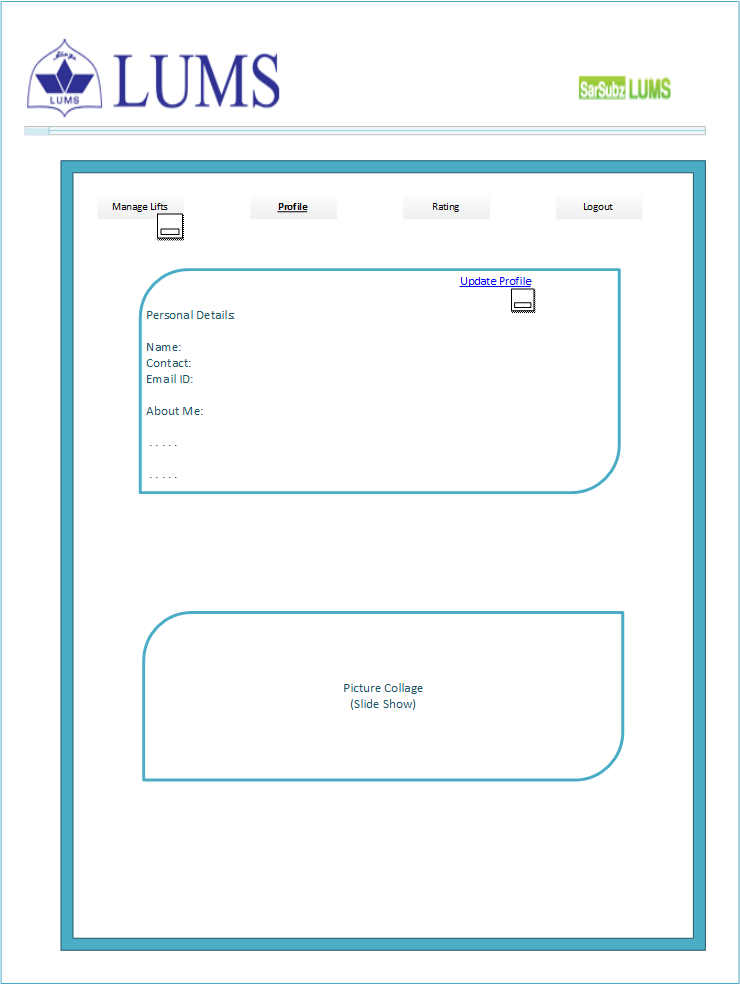 LUMS
LUMS
SarSubz LUMS
Manage Lifts
Profile
Rating
Logout
Update Profile
Personal Details:
Name:
Contact:
Email ID:
About Me:
. . . . .
. . . . .
Picture Collage
(Slide Show)